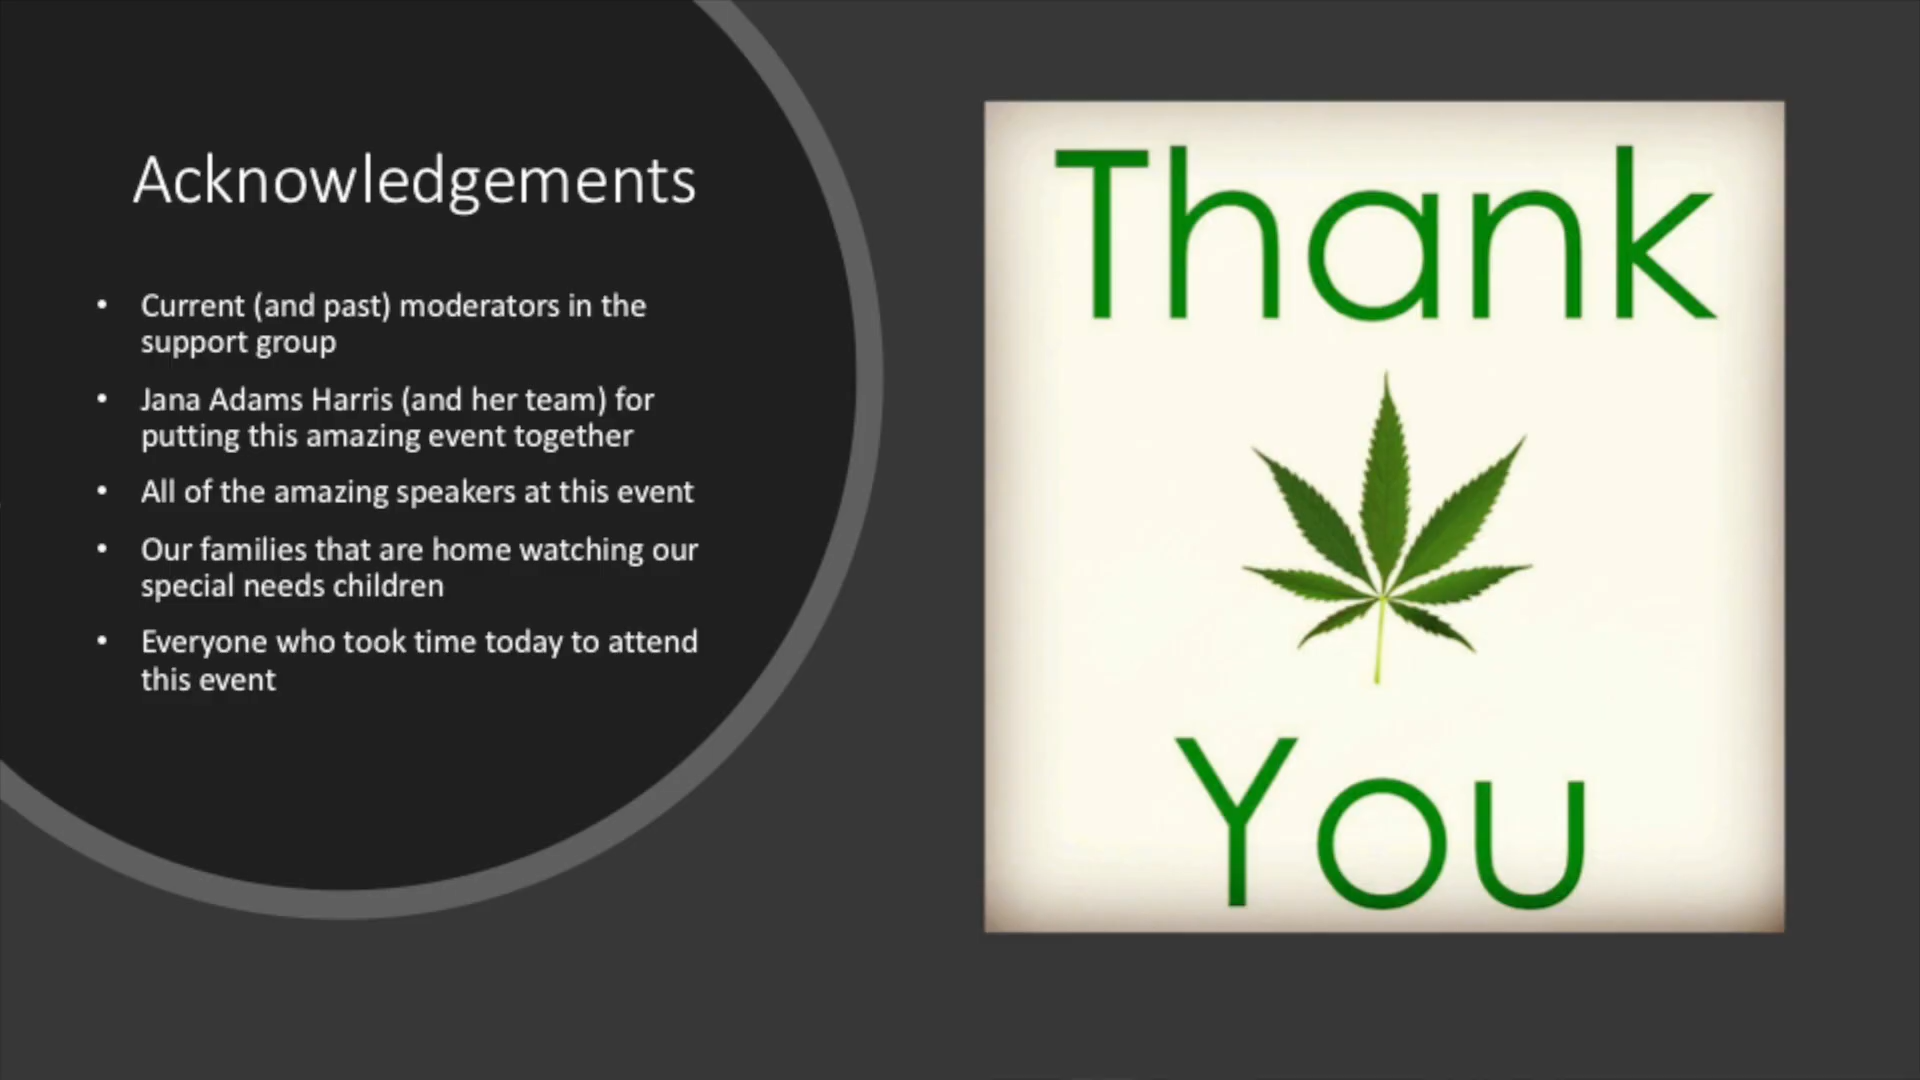 Acknowledgements
• Current (and past) moderators in the
support group
• Jana Adams Harris (and her team) for
putting this amazing event together
• All of the amazing speakers at this event
• Our families that are home watching our
special needs children
• Everyone who took time today to attend
this event
Thank
You